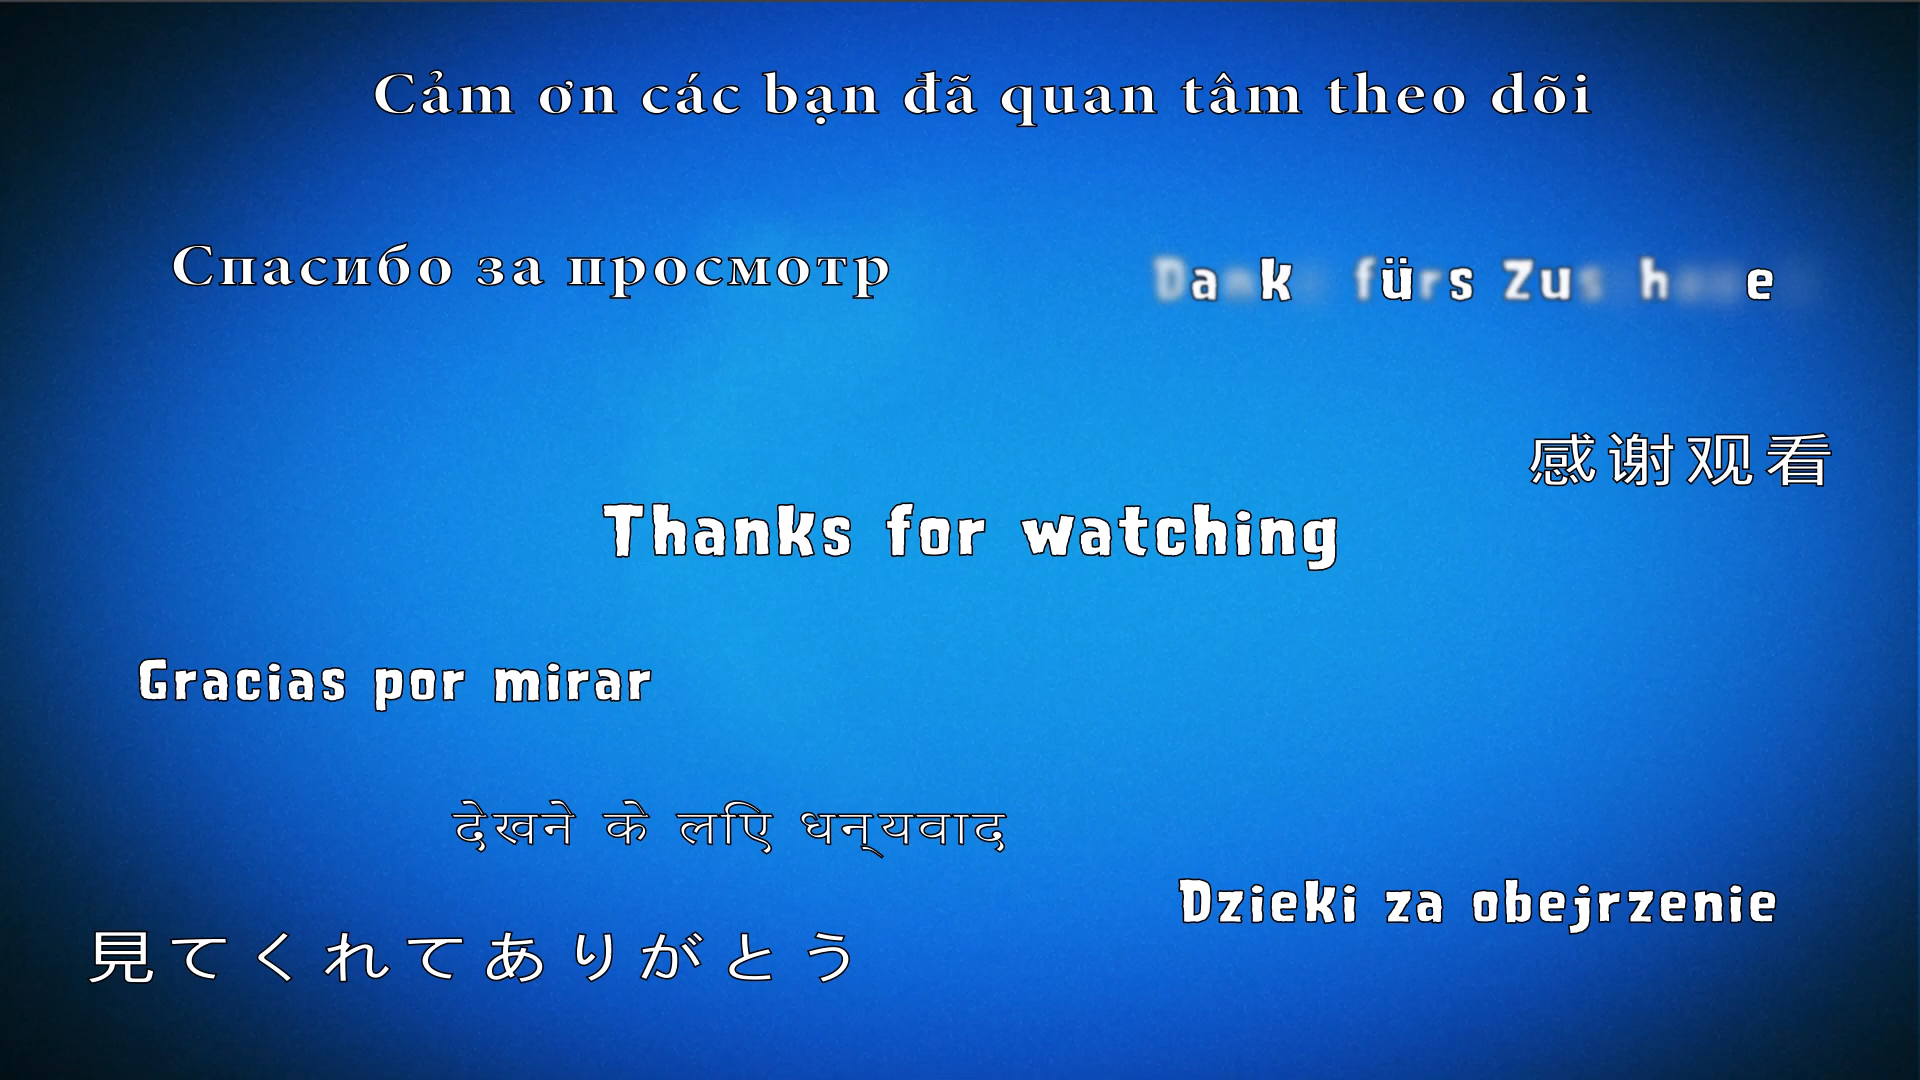 Cảm ơn các bạn đã quan tâm theo dõi
Спасибо за просмотр
fürs
感谢观看
Thanks for watching
Gracias por mirar
देखने के लिए धन्यवाद
Dzieki za obejrzenie
見てくれてありがとう